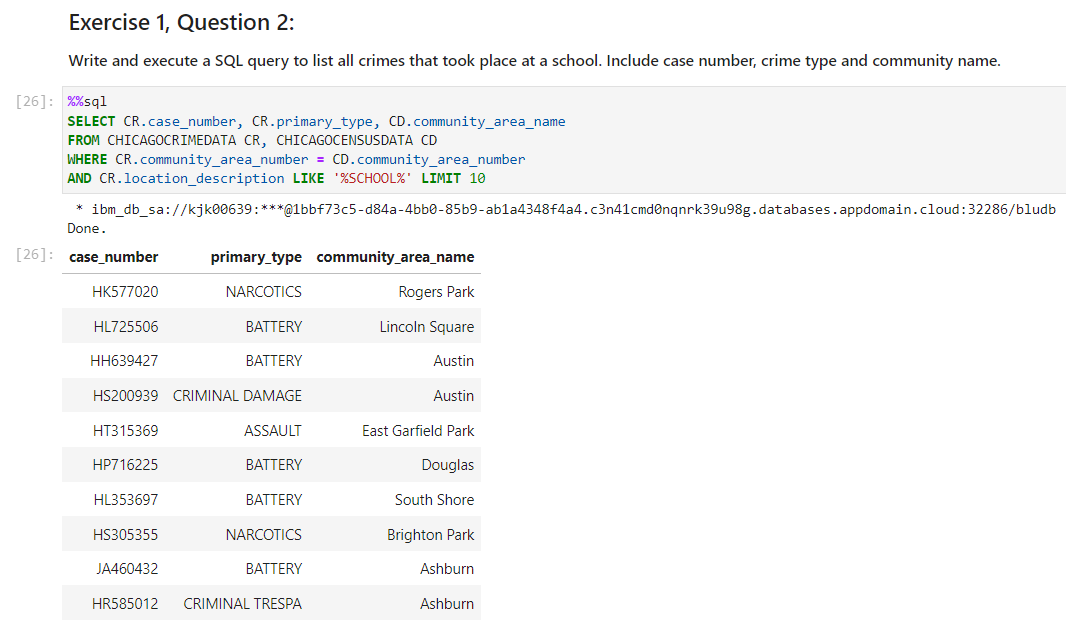 Exercise 1, Question 2:
Write and execute a SQL query to list all crimes that took place at a school. Include case number, crime type and community name.
[26]: %%sql
SELECT CR.case_number, CR.primary_type, CD.community_area_name
FROM CHICAGOCRIMEDATA CR, CHICAGOCENSUSDATA CD
WHERE CR.community_area_number = CD.community_area_number
AND CR.location_description LIKE '%SCHOOL%' LIMIT 10
* ibm_db_sa://kjk00639:***@1bbf73c5-d84a-4bb0-85b9-ab1a4348f4a4.c3n41cmd0nqnrk39u98g.databases.appdomain.cloud:32286/bludb
Done.
[26]: case_number primary_type community_area_name
HK577020 NARCOTICS Rogers Park
HL725506 BATTERY Lincoln Square
HH639427 BATTERY Austin
HS200939 CRIMINAL DAMAGE Austin
HT315369 ASSAULT East Garfield Park
HP716225 BATTERY Douglas
HL353697 BATTERY South Shore
HS305355 NARCOTICS Brighton Park
JA460432 BATTERY Ashburn
HR585012 CRIMINAL TRESPA Ashburn